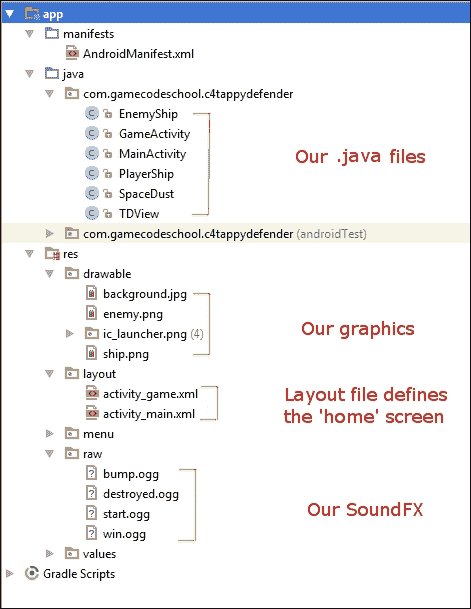 app
manifests
AndroidManifest.xml
java
com.gamecodeschool.c4tappydefender
EnemyShip
GameActivity
MainActivity
PlayerShip
SpaceDust
TDView
Our .java files
com.gamecodeschool.c4tappydefender (androidTest)
res
drawable
background.jpg
enemy.png
ic_launcher.png (4)
ship.png
Our graphics
layout
activity_game.xml
activity_main.xml
Layout file defines
the 'home' screen
menu
raw
bump.ogg
destroyed.ogg
start.ogg
win.ogg
Our SoundFX
values
Gradle Scripts